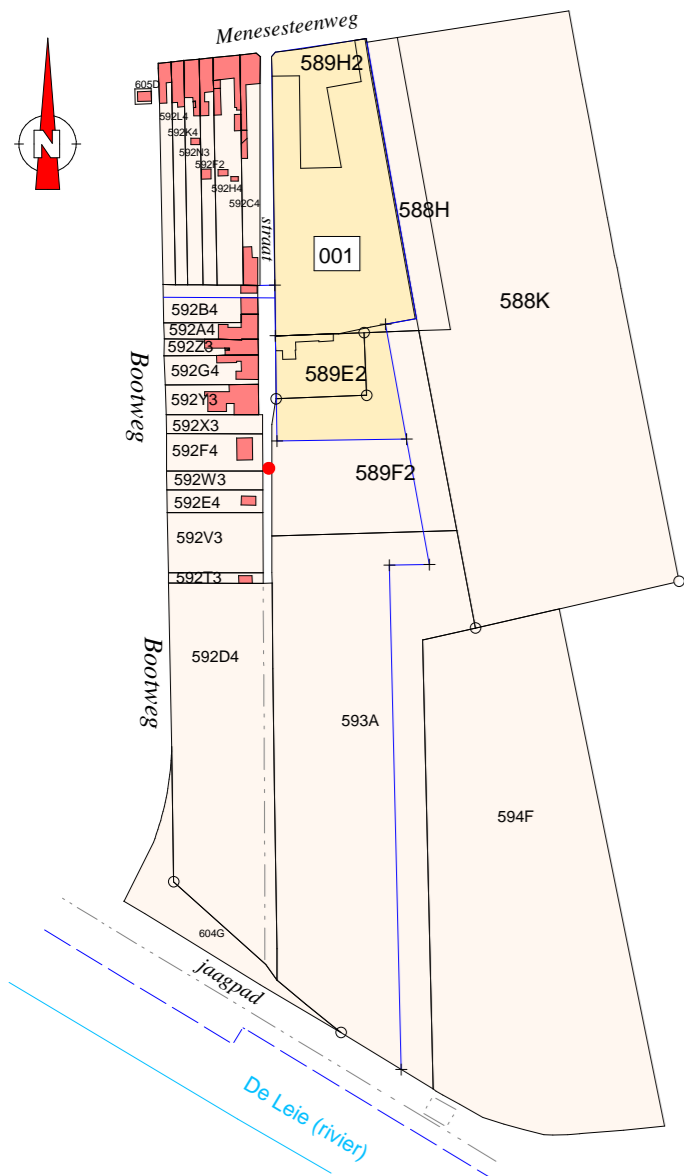 Menesesteenweg
589H2
605D
592L4
592K4
592N3
592F2
592H4
592C4
N
straat
588H
001
588K
592B4
592A4
592Z3
592G4
589E2
Bootweg
592Y3
592X3
592F4
589F2
592W3
592E4
592V3
592T3
Bootweg
592D4
593A
594F
604G
jaagpad
De Leie (rivier)